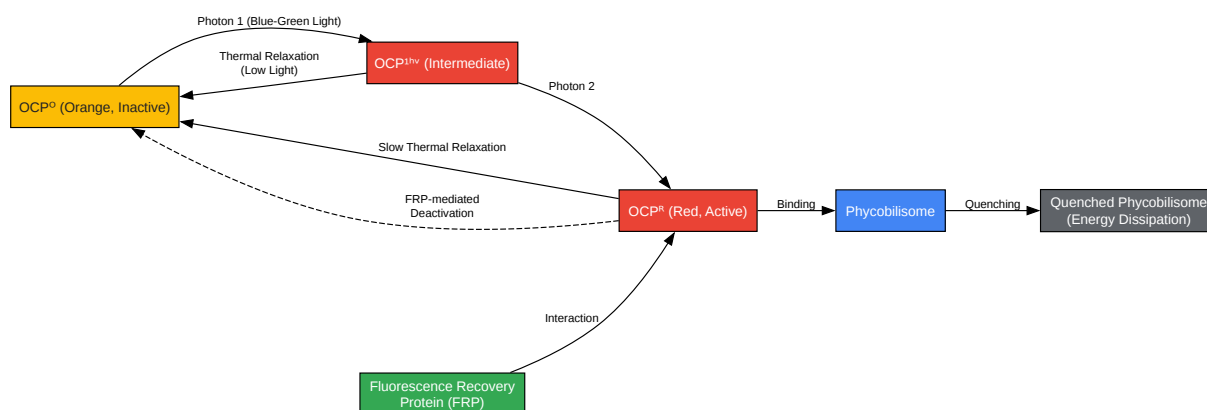 Photon 1 (Blue-Green Light)
Thermal Relaxation
(Low Light)
OCP¹ʰᵛ (Intermediate)
OCPᴼ (Orange, Inactive)
Photon 2
Slow Thermal Relaxation
FRP-mediated
Deactivation
OCPᴿ (Red, Active)
Binding
Phycobilisome
Quenching
Quenched Phycobilisome
(Energy Dissipation)
Interaction
Fluorescence Recovery
Protein (FRP)